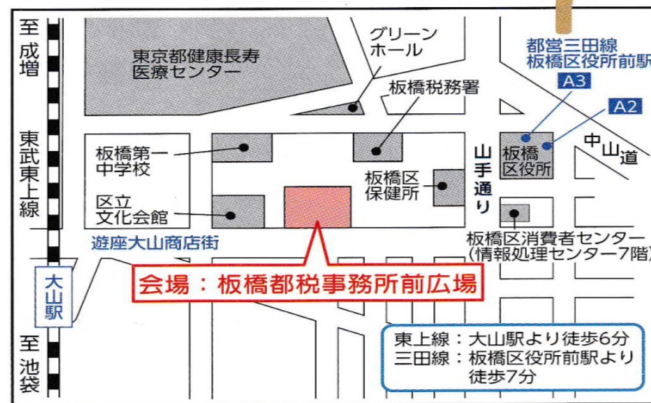 至 成増
東武東上線
大山駅
至 池袋
東京都健康長寿
医療センター
グリーン
ホール
板橋税務署
都営三田線
板橋区役所前駅
A3
A2
中山道
板橋
区役所
山手通り
板橋第一
中学校
板橋区
保健所
区立
文化会館
遊座大山商店街
板橋区消費者センター
(情報処理センター7階)
会場：板橋都税事務所前広場
東上線：大山駅より徒歩6分
三田線：板橋区役所前駅より
徒歩7分